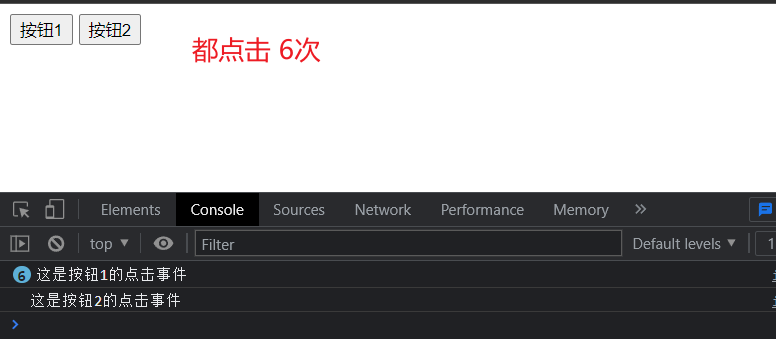 按钮1 按钮2
都点击 6次
Elements Console Sources Network Performance Memory »
top ▼ Filter Default levels ▼ 1
6 这是按钮1的点击事件
这是按钮2的点击事件